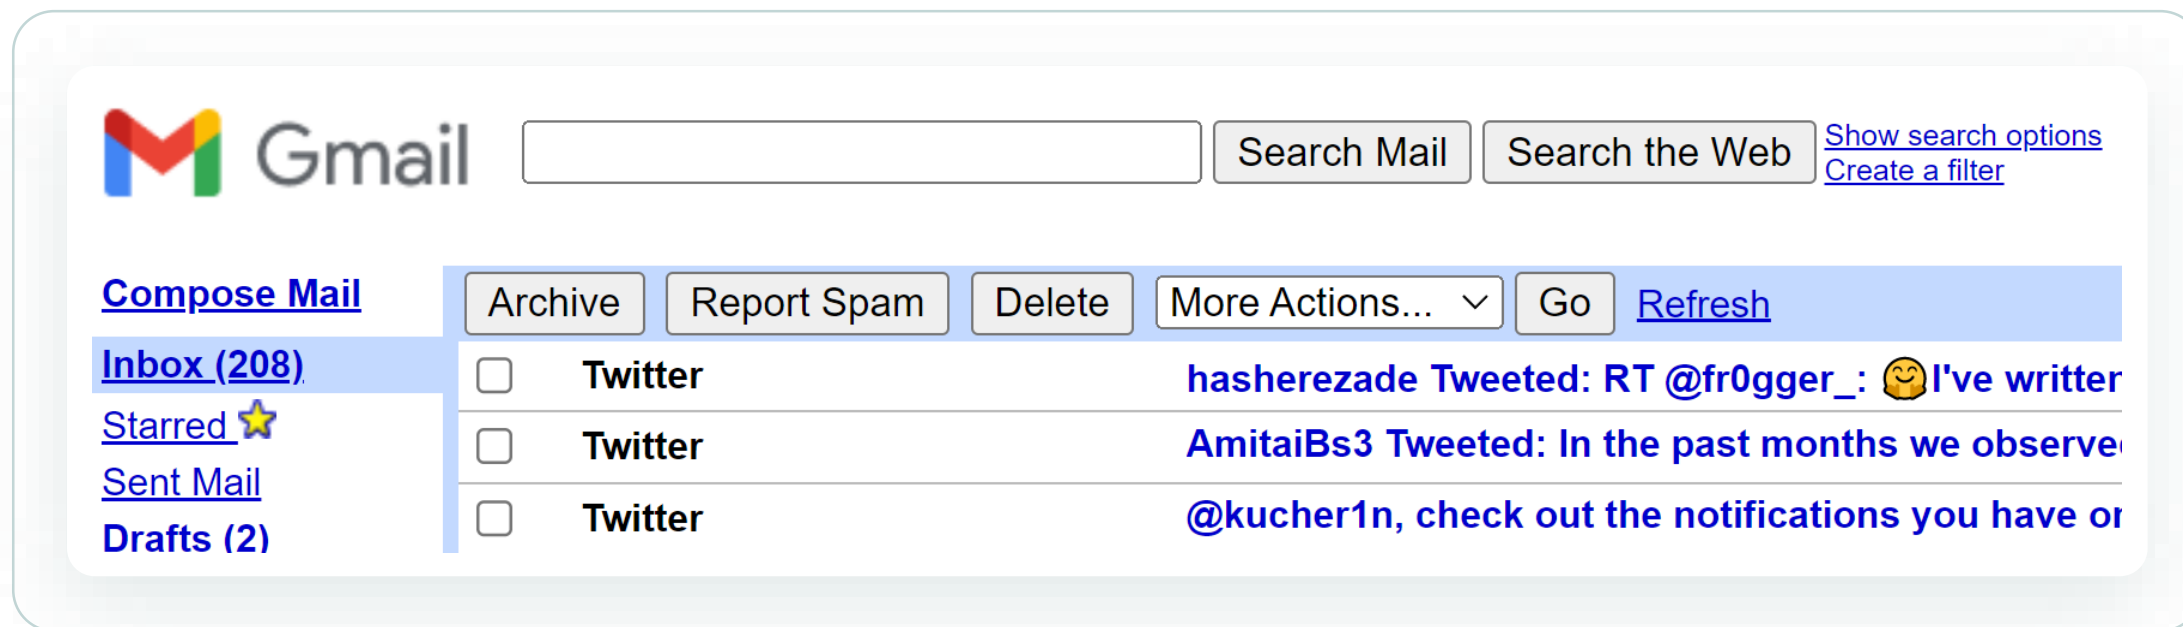 Gmail Search Mail Search the Web Show search options
Create a filter
Compose Mail Archive Report Spam Delete More Actions... Go Refresh
Inbox (208) Twitter hasherezade Tweeted: RT @fr0gger_: 🤗I've written
Starred Twitter AmitaiBs3 Tweeted: In the past months we observe
Sent Mail
Drafts (2) Twitter @kucher1n, check out the notifications you have